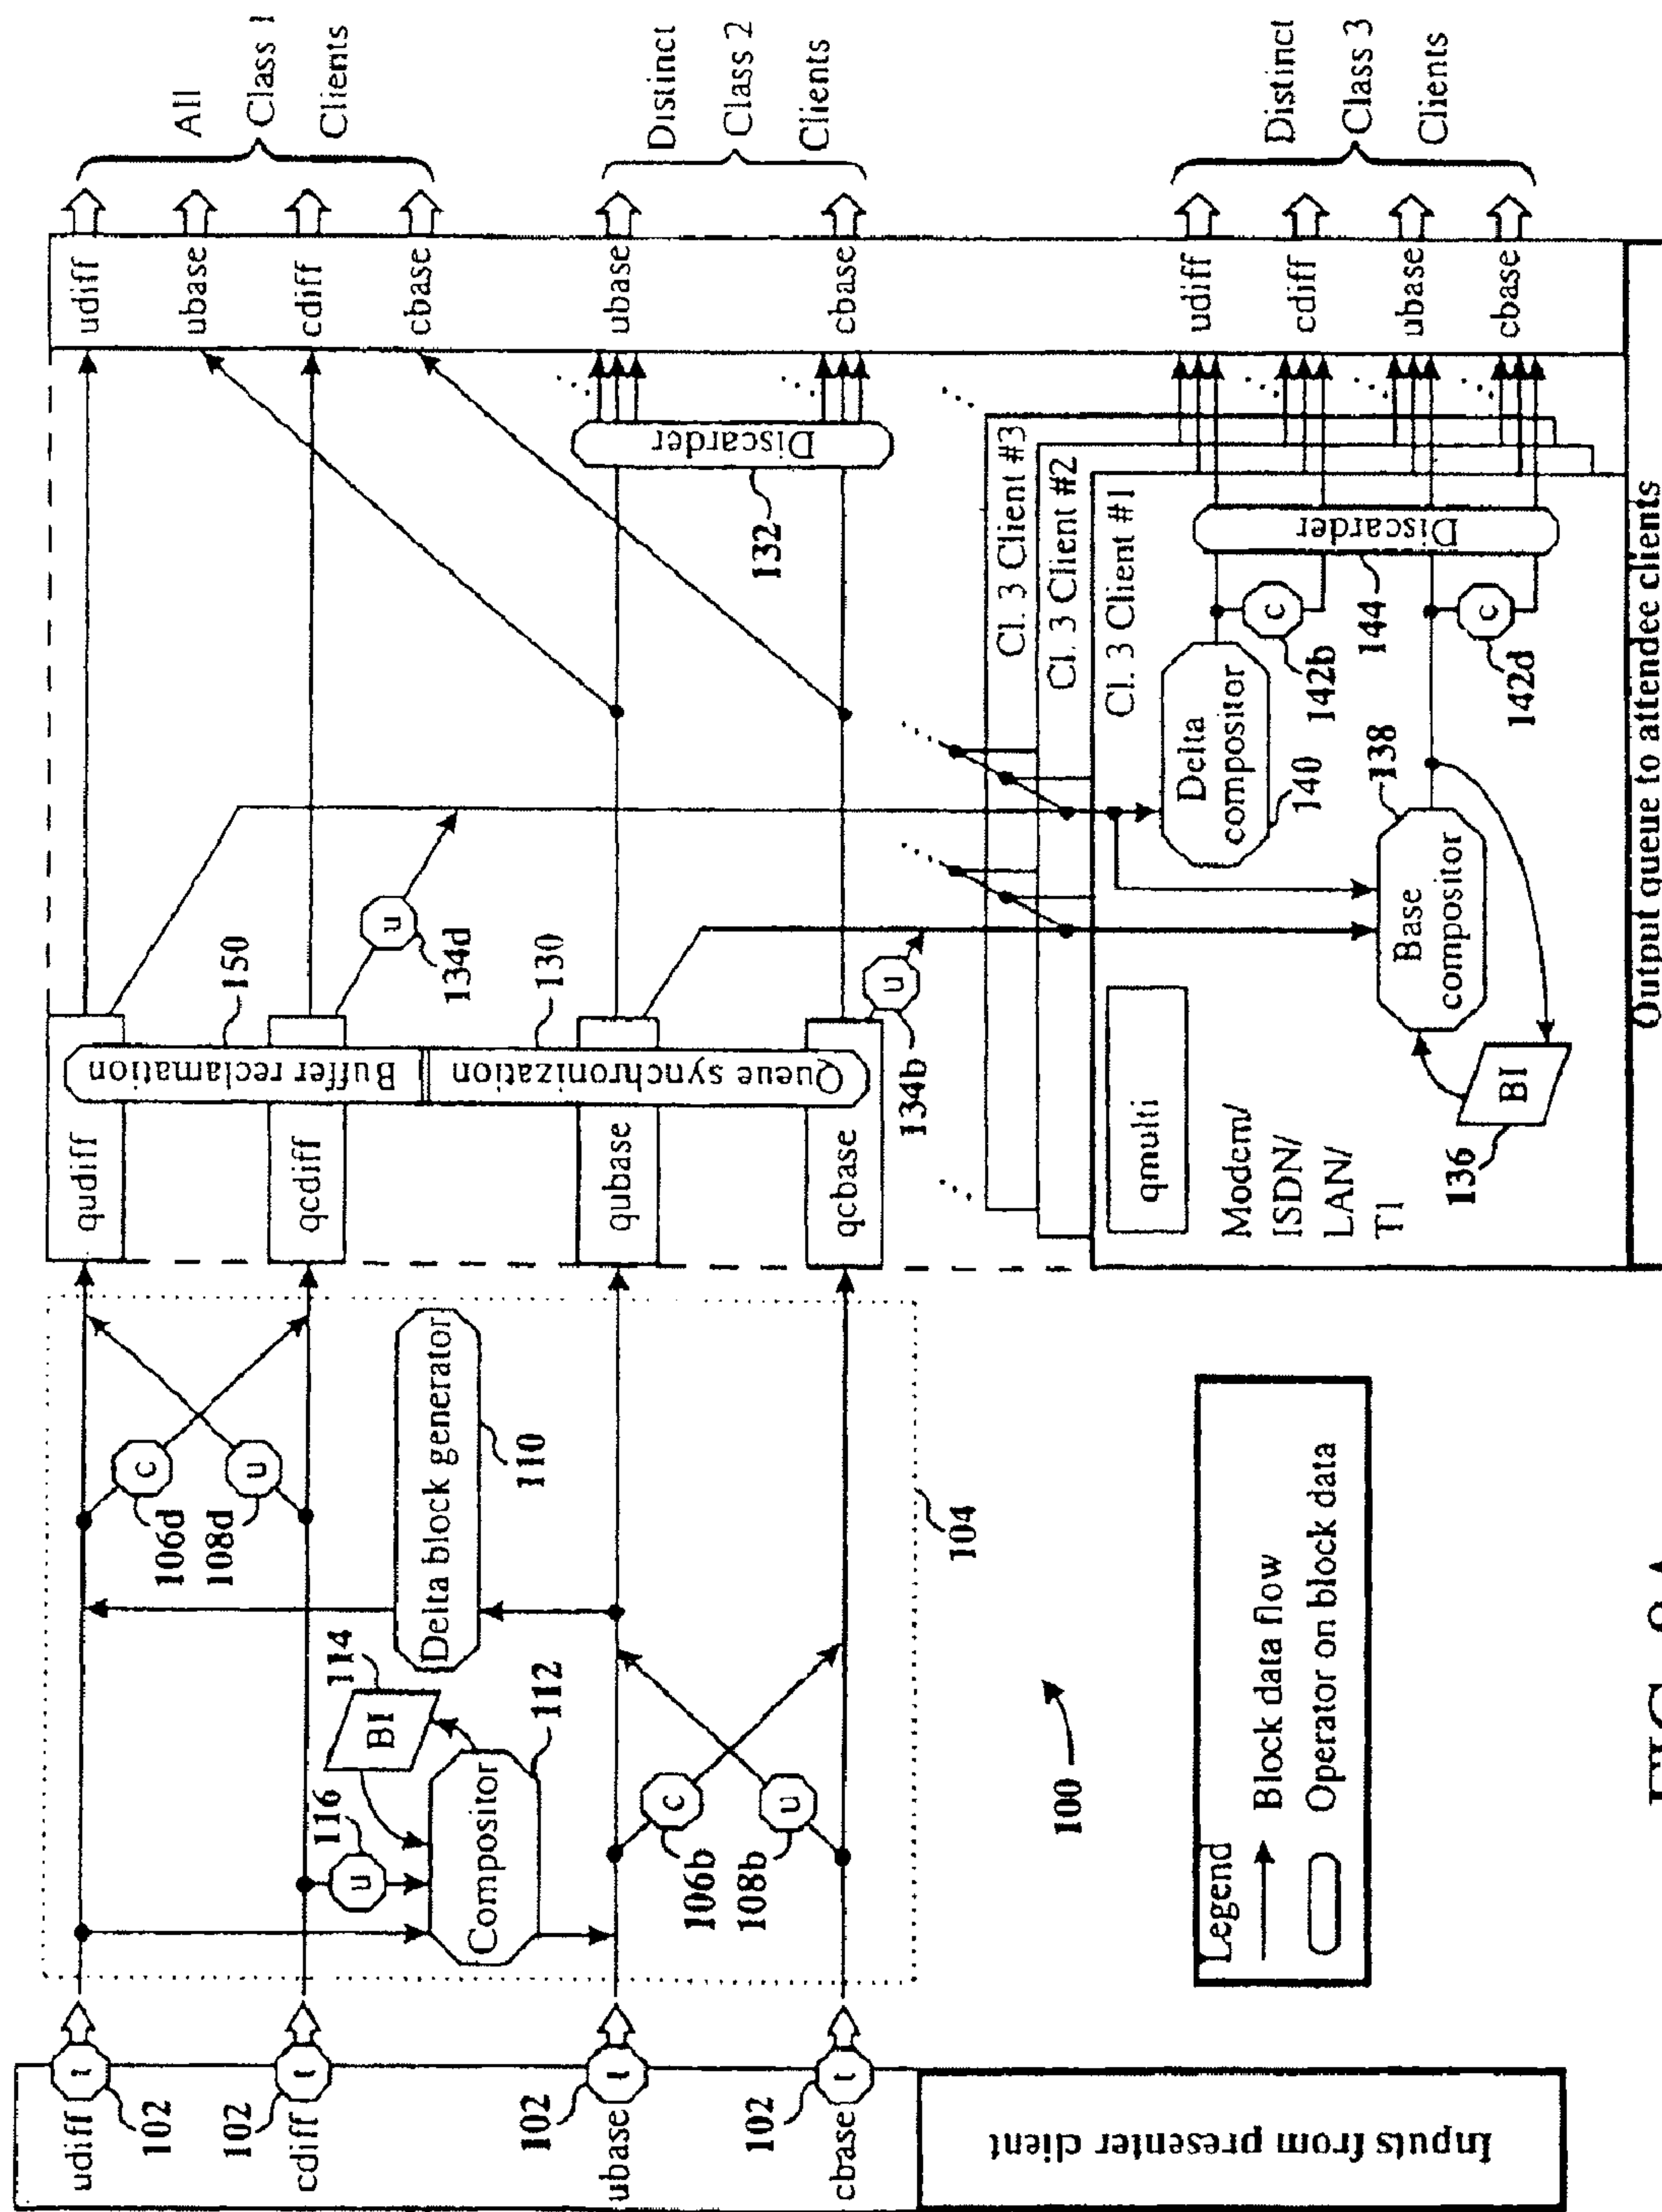 Inputs from presenter client
udiff
t
102
cdiff
t
102
ubase
t
102
cbase
t
102
104
106d
c
108d
u
116
u
114
BI
Compositor
112
Delta block generator
110
106b
c
108b
u
100
Legend
Block data flow
Operator on block data
qudiff
qcdiff
qubase
qcbase
Buffer reclamation
150
Queue synchronization
130
u
134d
u
134b
Discarder
132
Cl. 3 Client #3
Cl. 3 Client #2
Cl. 3 Client #1
qmulti
Modem/
ISDN/
LAN/
T1
BI
136
Base
compositor
138
Delta
compositor
140
c
142b
c
142d
Discarder
144
udiff
ubase
cdiff
cbase
ubase
cbase
udiff
cdiff
ubase
cbase
All
Class 1
Clients
Distinct
Class 2
Clients
Distinct
Class 3
Clients
Output queue to attendee clients